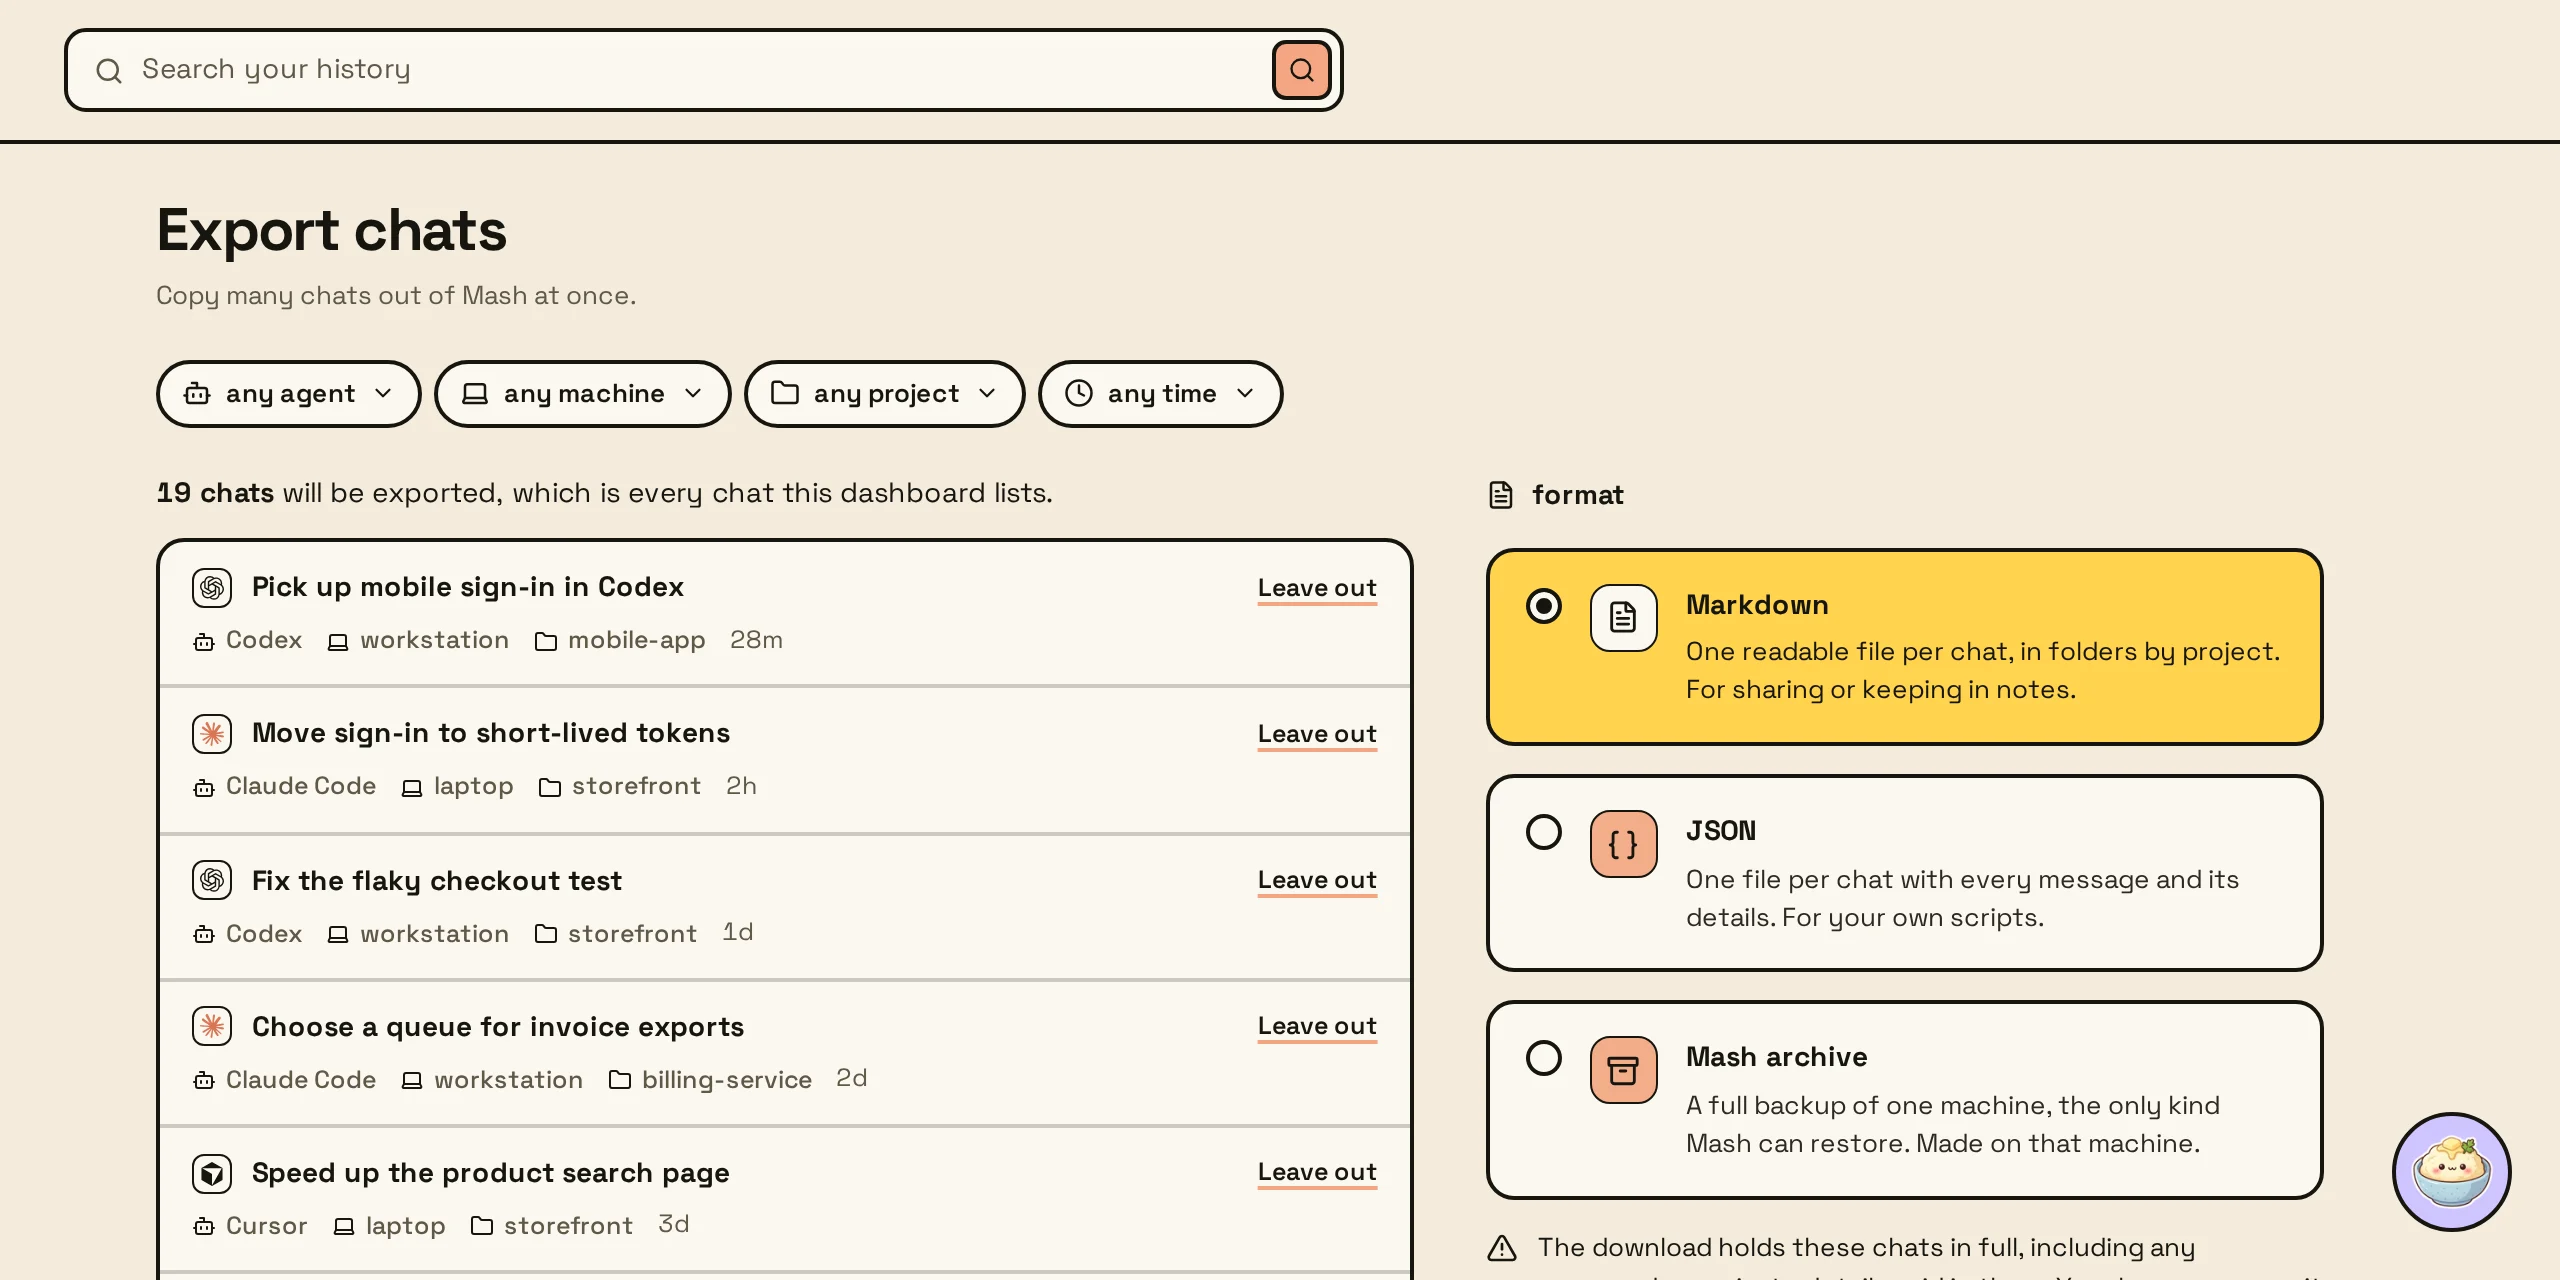 Search your history
Export chats
Copy many chats out of Mash at once.
any agent
any machine
any project
any time
19 chats will be exported, which is every chat this dashboard lists.
Pick up mobile sign-in in Codex
Leave out
Codex workstation mobile-app 28m
Move sign-in to short-lived tokens
Leave out
Claude Code laptop storefront 2h
Fix the flaky checkout test
Leave out
Codex workstation storefront 1d
Choose a queue for invoice exports
Leave out
Claude Code workstation billing-service 2d
Speed up the product search page
Leave out
Cursor laptop storefront 3d
format
Markdown
One readable file per chat, in folders by project.
For sharing or keeping in notes.
{} JSON
One file per chat with every message and its
details. For your own scripts.
Mash archive
A full backup of one machine, the only kind
Mash can restore. Made on that machine.
The download holds these chats in full, including any